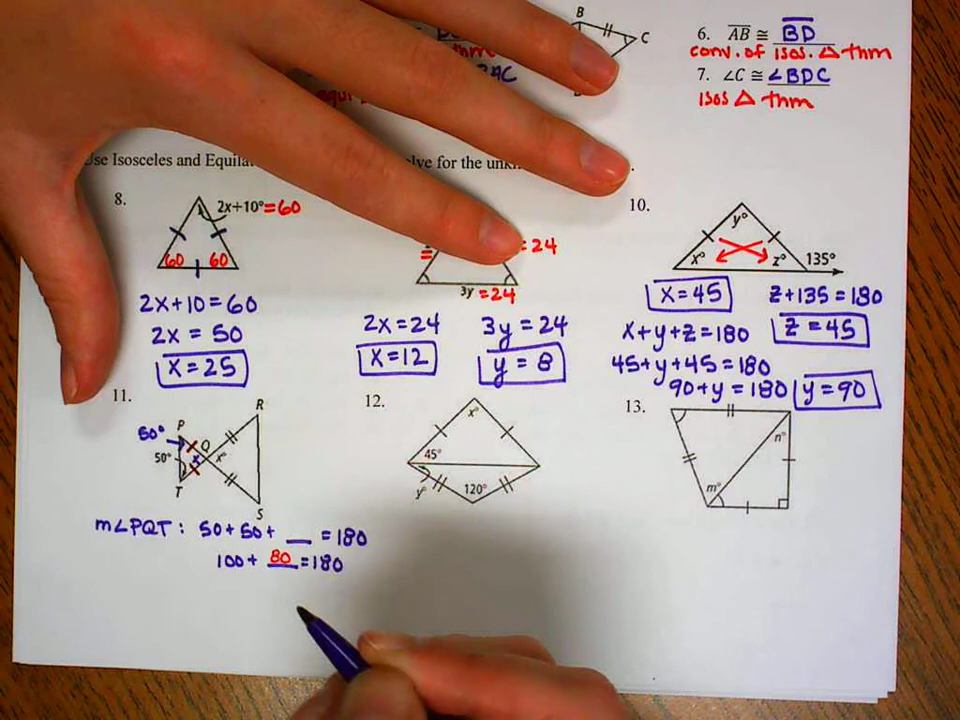 B
C
6. AB ≅ BD
conv. of isos. △ thm
7. ∠C ≅ ∠BDC
isos △ thm
thm
AC
Use Isosceles and Equila olve for the unk
8.
2x+10° = 60
60 60
2x+10 = 60
2x = 50
x = 25
= 24
3y = 24
2x = 24 3y = 24
x = 12 y = 8
10.
y°
x° z° 135°
x = 45 z + 135 = 180
x + y + z = 180 z = 45
45 + y + 45 = 180
90 + y = 180 y = 90
11.
R
P
50°
Q
50° x x°
T
S
m∠PQT: 50 + 50 + __ = 180
100 + 80 = 180
12.
x°
45°
y° 120°
13.
n°
m°